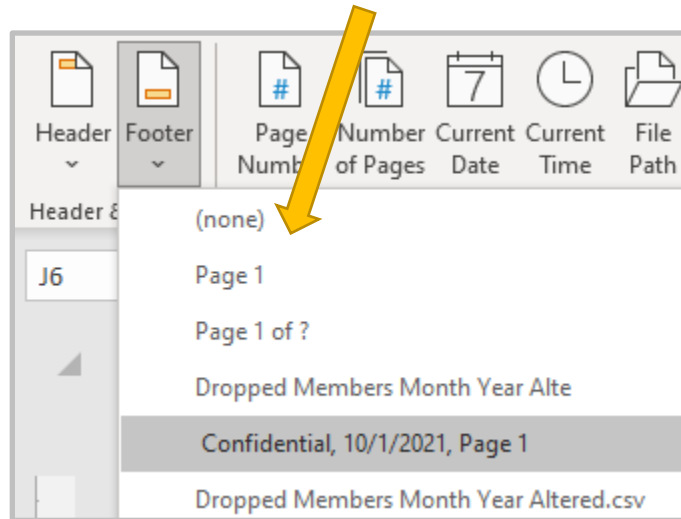 Header Footer Page Number Current Current File
of Pages Date Time Path
Header &
#
#
7
(none)
J6
Page 1
Page 1 of ?
Dropped Members Month Year Alte
Confidential, 10/1/2021, Page 1
Dropped Members Month Year Altered.csv